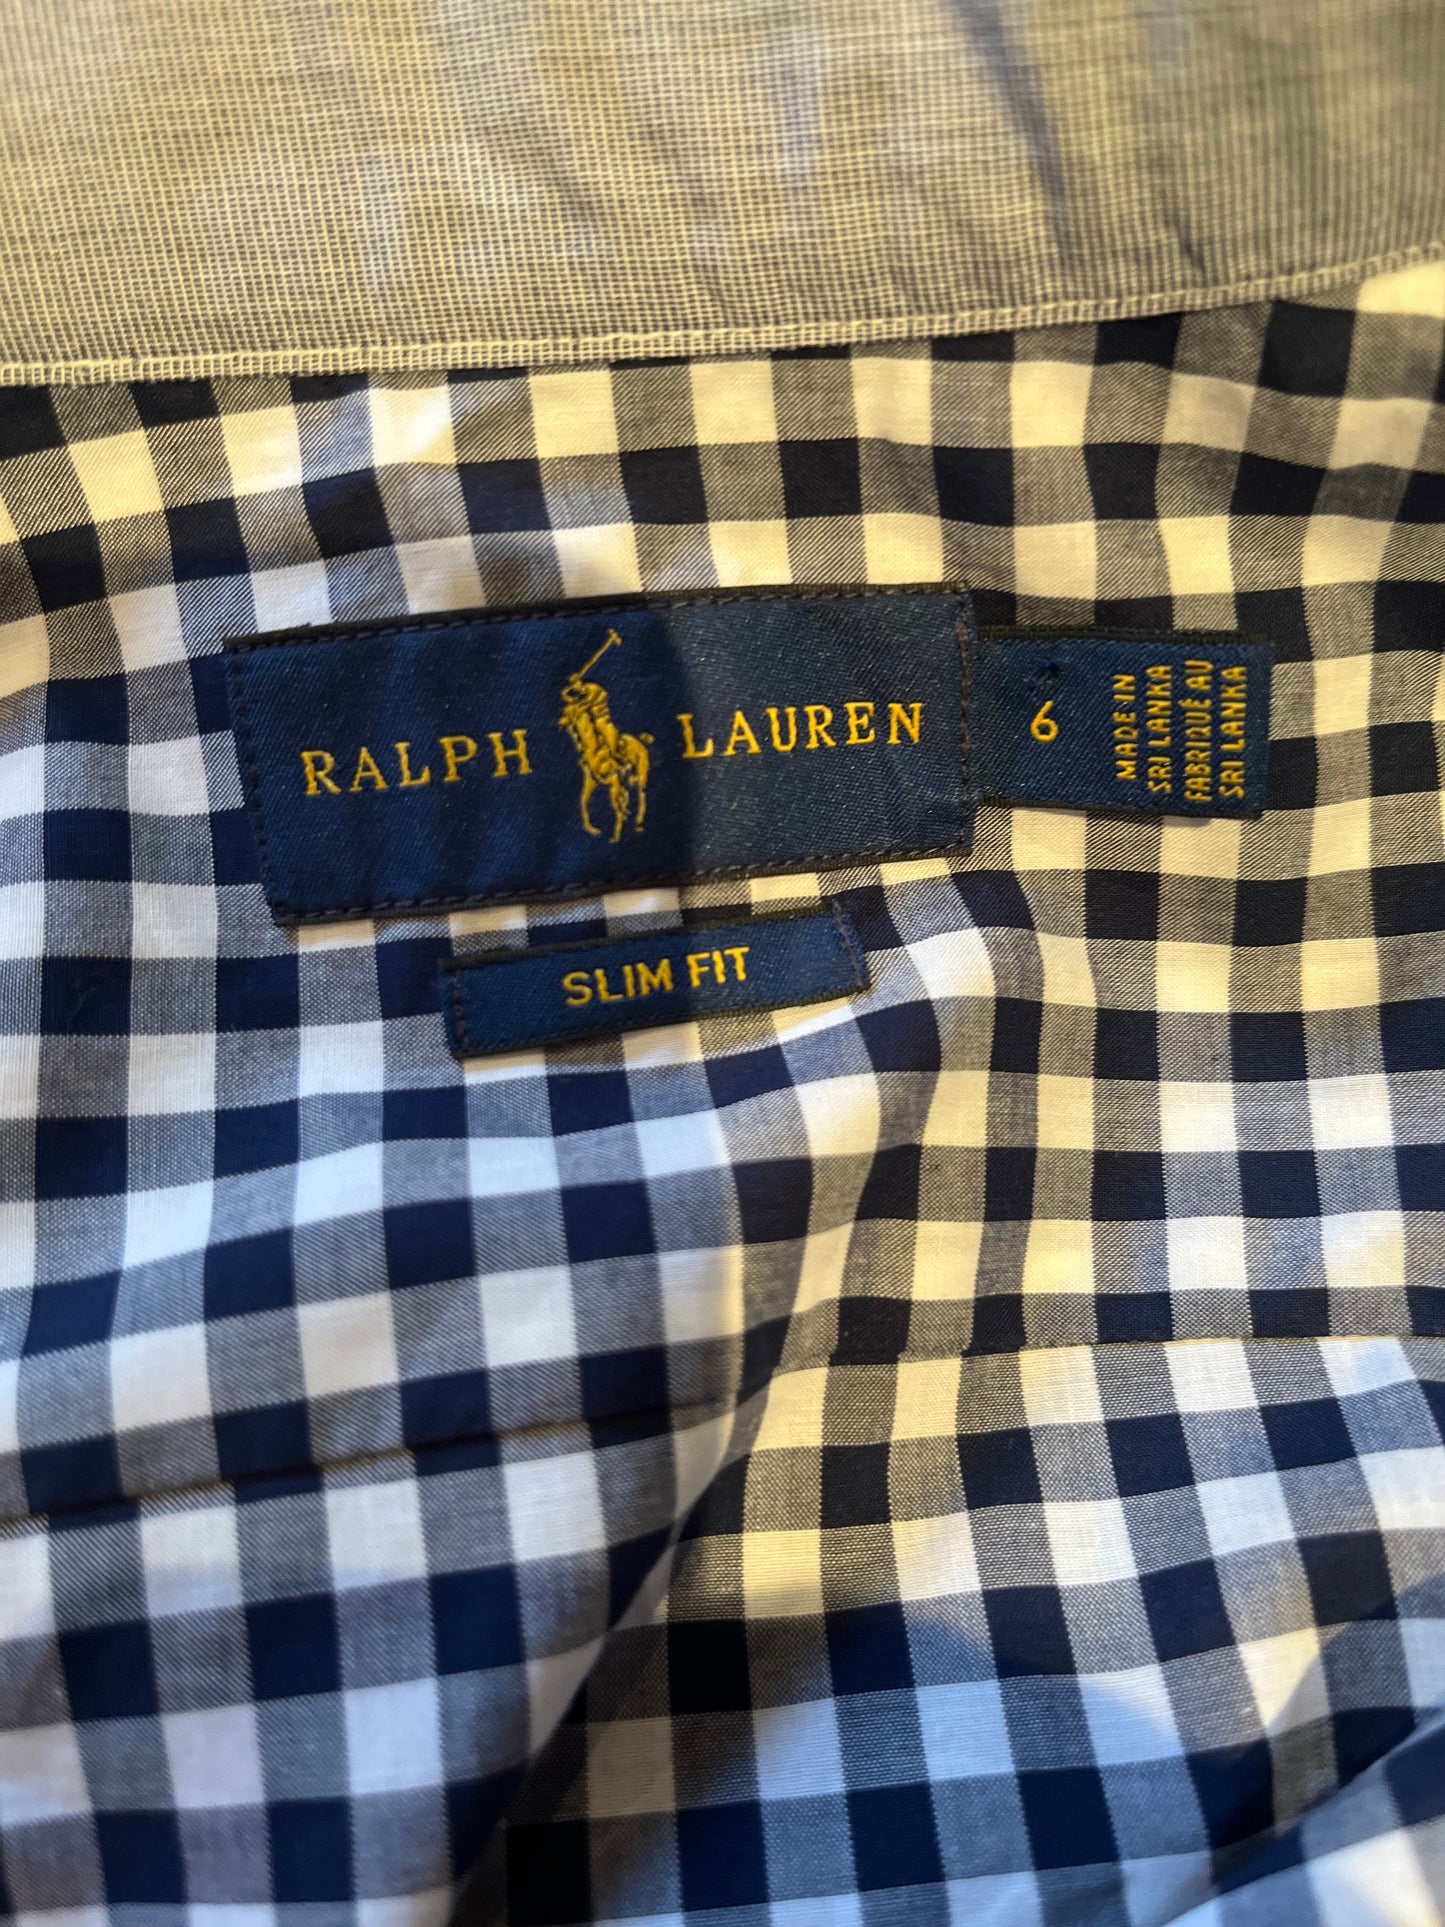 RALPH LAUREN
6
MADE IN
SRI LANKA
FABRIQUÉ AU
SRI LANKA
SLIM FIT